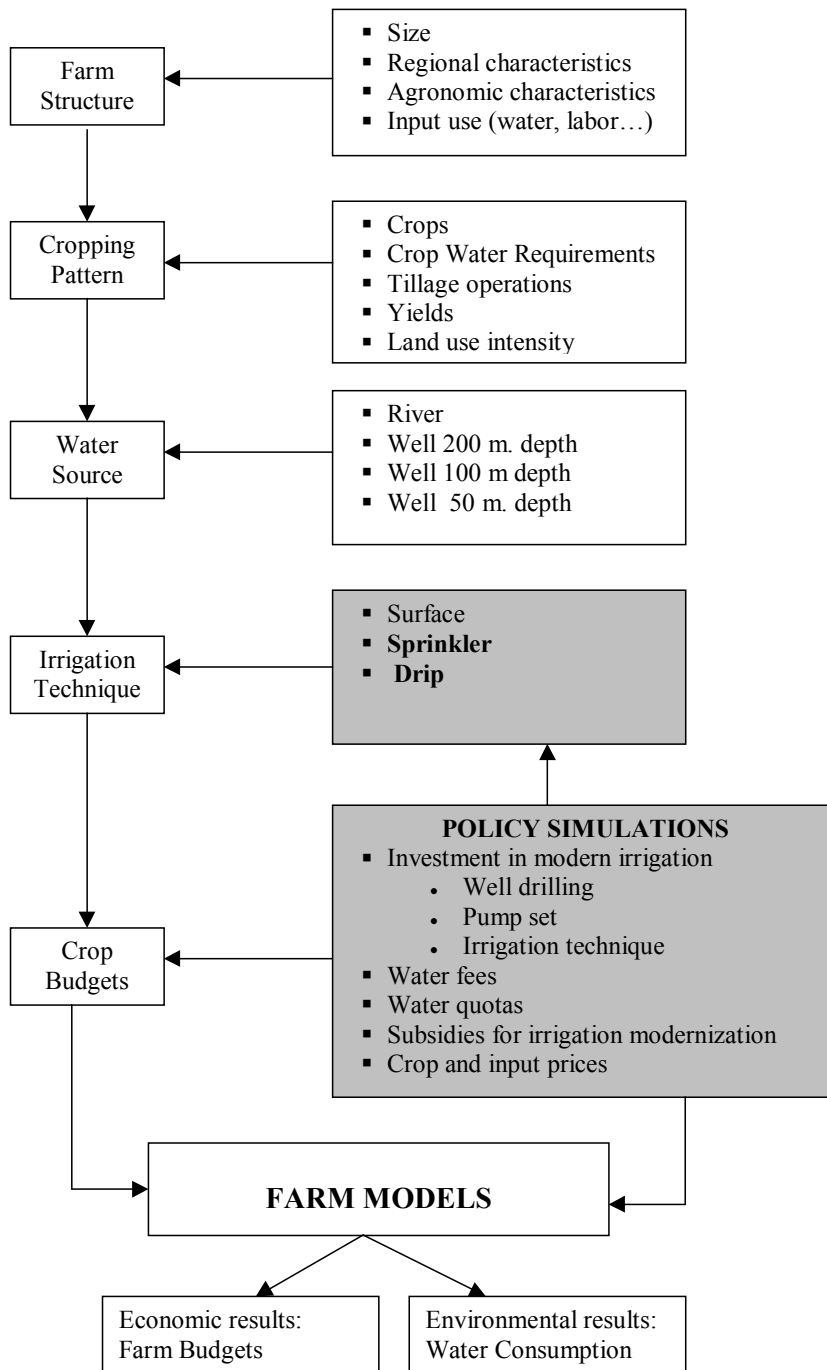 Farm
Structure
▪ Size
▪ Regional characteristics
▪ Agronomic characteristics
▪ Input use (water, labor…)
Cropping
Pattern
▪ Crops
▪ Crop Water Requirements
▪ Tillage operations
▪ Yields
▪ Land use intensity
Water
Source
▪ River
▪ Well 200 m. depth
▪ Well 100 m depth
▪ Well  50 m. depth
Irrigation
Technique
▪ Surface
▪ Sprinkler
▪ Drip
Crop
Budgets
POLICY SIMULATIONS
▪ Investment in modern irrigation
• Well drilling
• Pump set
• Irrigation technique
▪ Water fees
▪ Water quotas
▪ Subsidies for irrigation modernization
▪ Crop and input prices
FARM MODELS
Economic results:
Farm Budgets
Environmental results:
Water Consumption